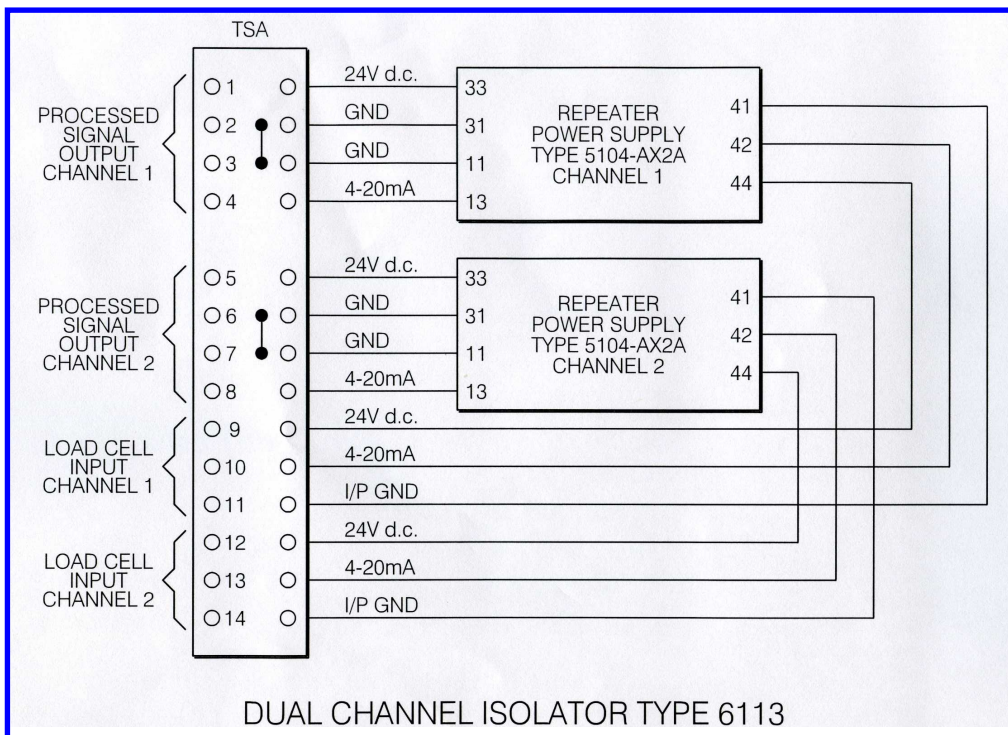 TSA
PROCESSED
SIGNAL
OUTPUT
CHANNEL 1
1
2
3
4
24V d.c.
GND
GND
4-20mA
33
31
11
13
REPEATER
POWER SUPPLY
TYPE 5104-AX2A
CHANNEL 1
41
42
44
PROCESSED
SIGNAL
OUTPUT
CHANNEL 2
5
6
7
8
24V d.c.
GND
GND
4-20mA
33
31
11
13
REPEATER
POWER SUPPLY
TYPE 5104-AX2A
CHANNEL 2
41
42
44
LOAD CELL
INPUT
CHANNEL 1
9
10
11
24V d.c.
4-20mA
I/P GND
LOAD CELL
INPUT
CHANNEL 2
12
13
14
24V d.c.
4-20mA
I/P GND
DUAL CHANNEL ISOLATOR TYPE 6113